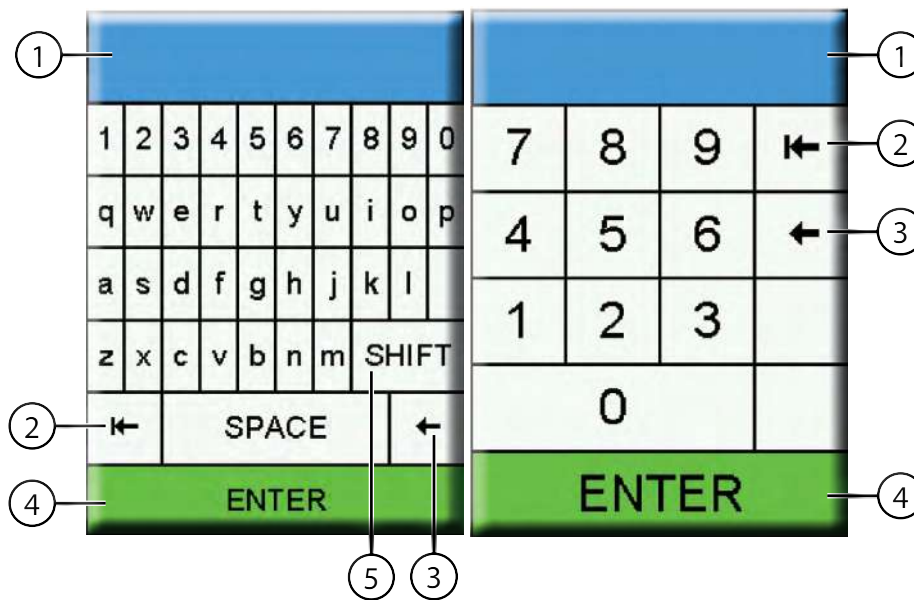 1
1 2 3 4 5 6 7 8 9 0
q w e r t y u i o p
a s d f g h j k l
z x c v b n m SHIFT
2 SPACE
4 ENTER
5 3
1
7 8 9 2
4 5 6 3
1 2 3
0
ENTER 4